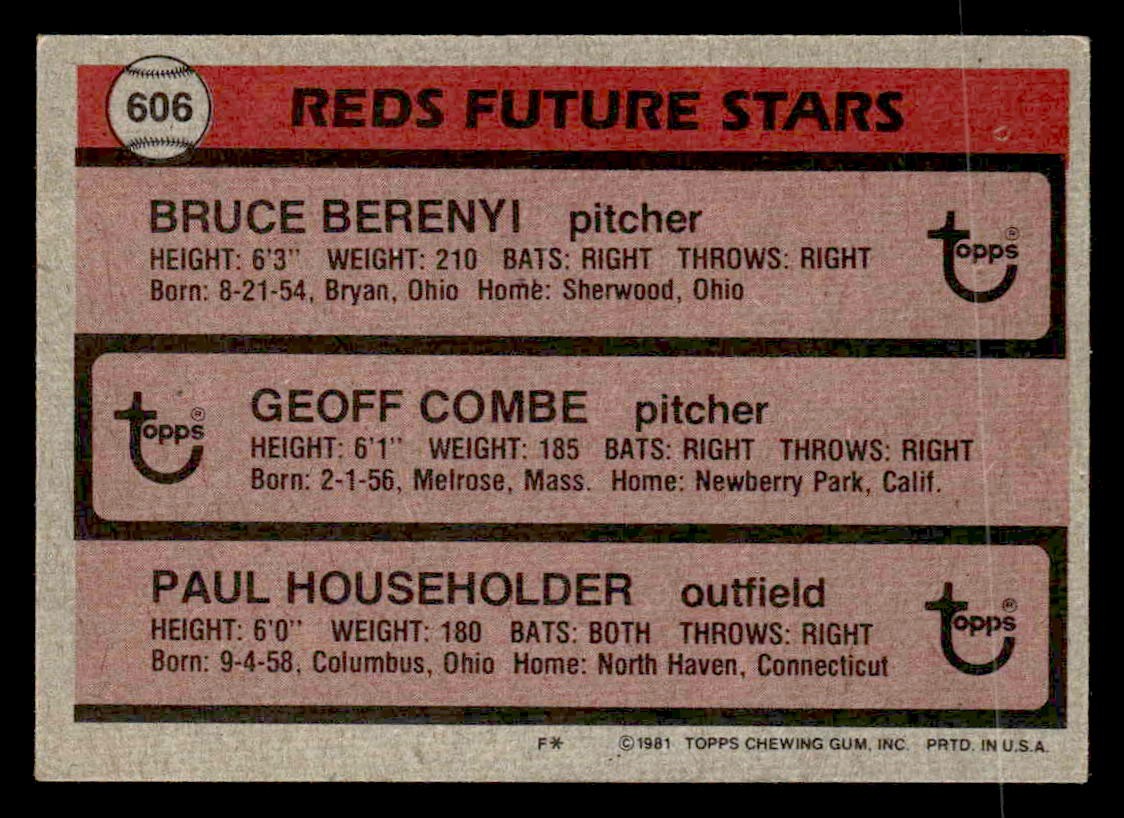 606
REDS FUTURE STARS
BRUCE BERENYI pitcher
HEIGHT: 6'3" WEIGHT: 210 BATS: RIGHT THROWS: RIGHT
Born: 8-21-54, Bryan, Ohio Home: Sherwood, Ohio
topps®
GEOFF COMBE pitcher
HEIGHT: 6'1" WEIGHT: 185 BATS: RIGHT THROWS: RIGHT
Born: 2-1-56, Melrose, Mass. Home: Newberry Park, Calif.
topps®
PAUL HOUSEHOLDER outfield
HEIGHT: 6'0" WEIGHT: 180 BATS: BOTH THROWS: RIGHT
Born: 9-4-58, Columbus, Ohio Home: North Haven, Connecticut
topps®
F* ©1981 TOPPS CHEWING GUM, INC. PRTD. IN U.S.A.